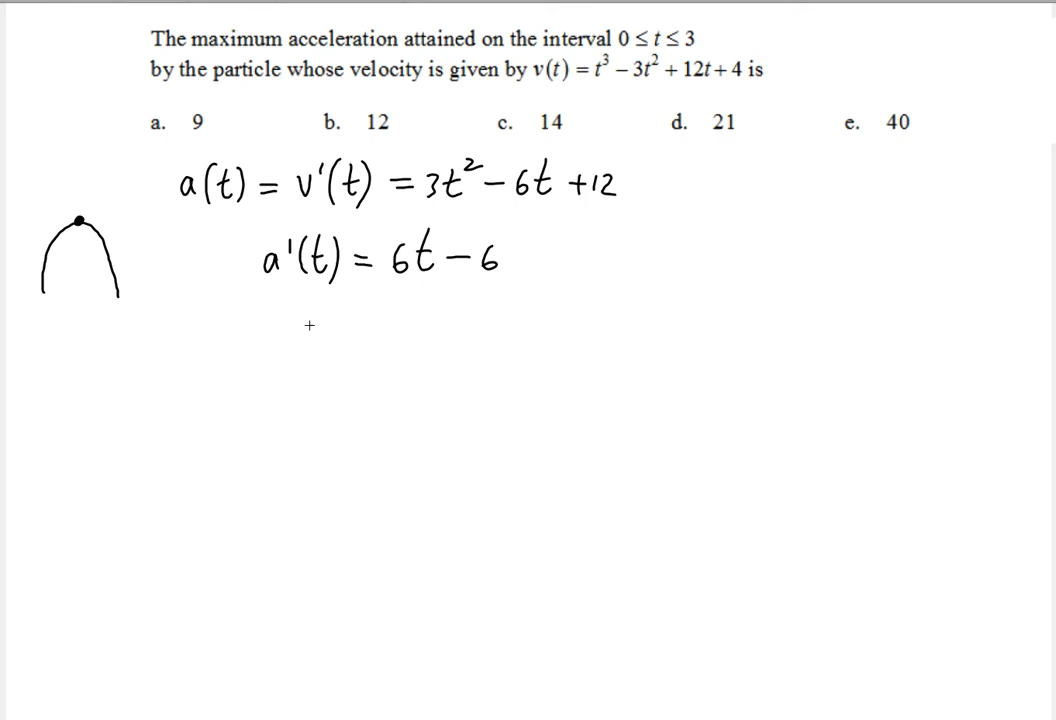 The maximum acceleration attained on the interval 0 ≤ t ≤ 3
by the particle whose velocity is given by v(t) = t³ − 3t² + 12t + 4 is
a. 9 b. 12 c. 14 d. 21 e. 40
a(t) = v'(t) = 3t² − 6t + 12
a'(t) = 6t − 6